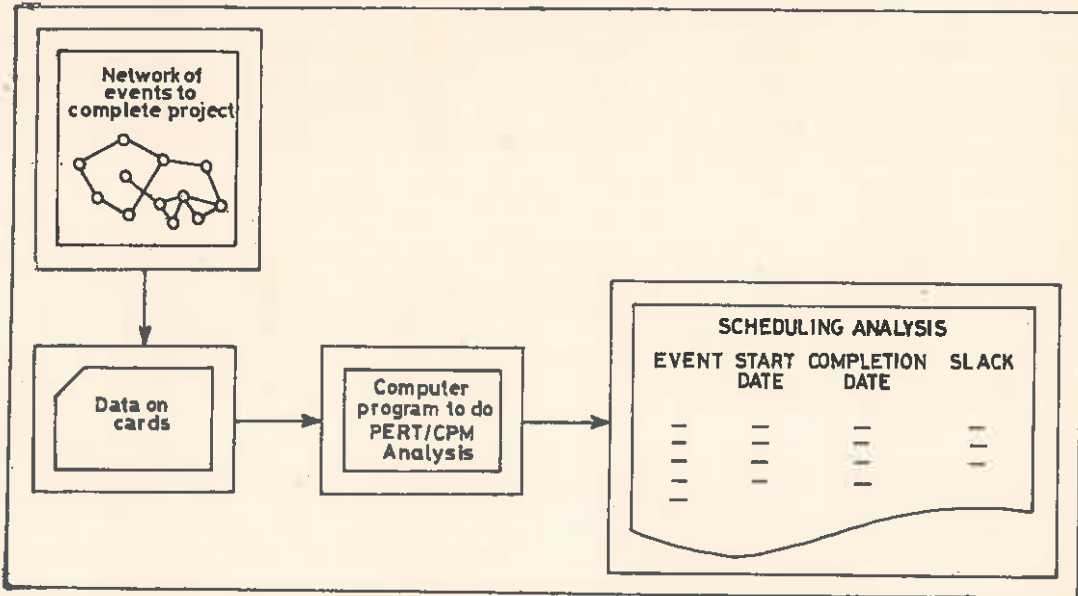 Network of
events to
complete project
Data on
cards
Computer
program to do
PERT/CPM
Analysis
SCHEDULING ANALYSIS
EVENT START COMPLETION SLACK
DATE DATE